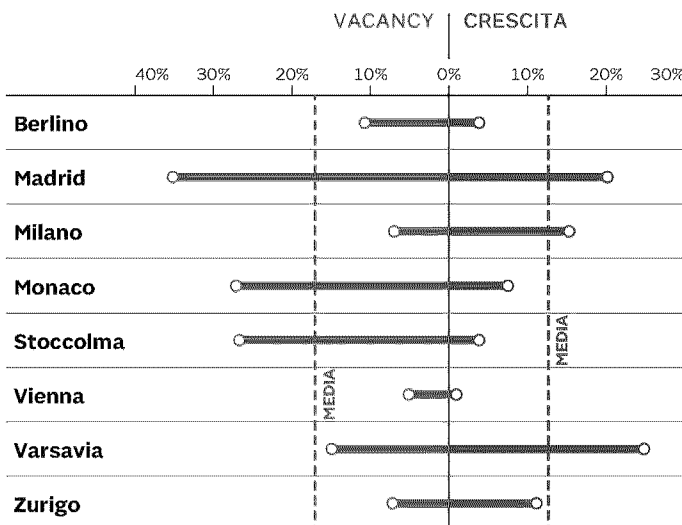 VACANCY CRESCITA
40% 30% 20% 10% 0% 10% 20% 30%
Berlino
Madrid
Milano
Monaco
Stoccolma
MEDIA
Vienna
MEDIA
Varsavia
Zurigo